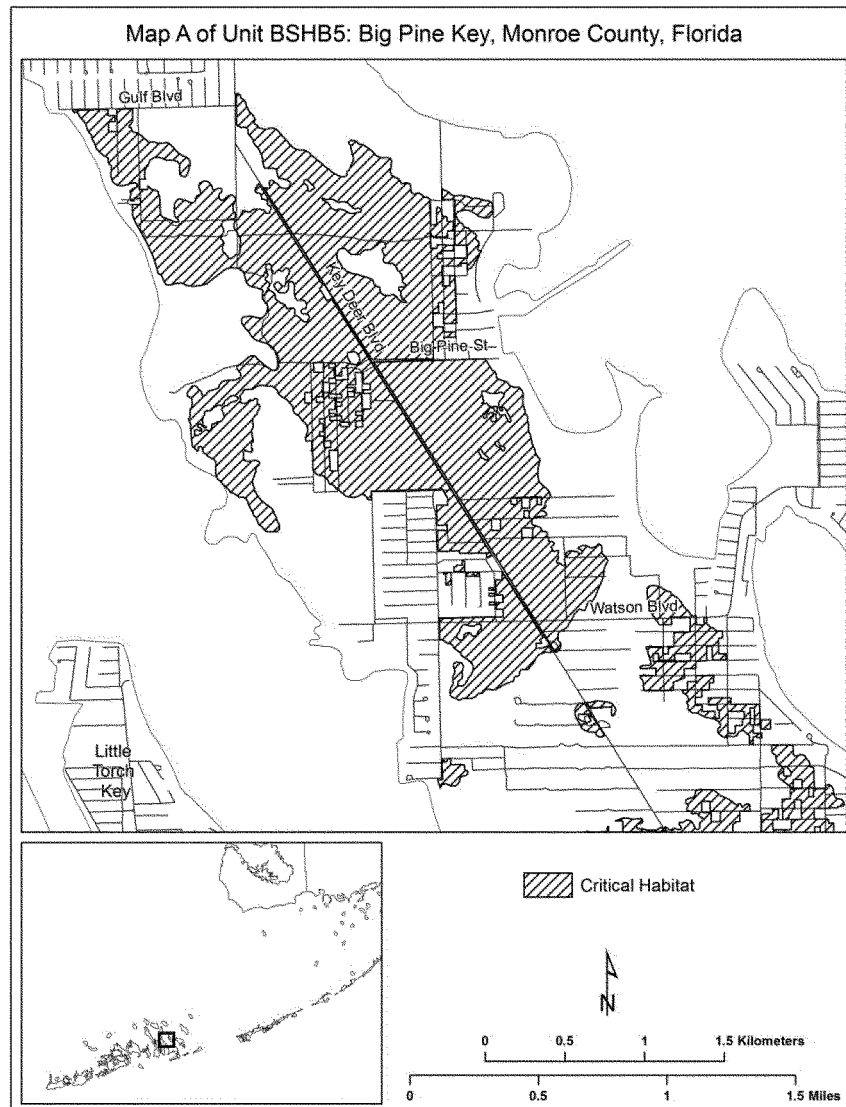 Map A of Unit BSHB5: Big Pine Key, Monroe County, Florida
Gulf Blvd
Key Deer Blvd
Big Pine St
Watson Blvd
Little
Torch
Key
Critical Habitat
N
0 0.5 1 1.5 Kilometers
0 0.5 1 1.5 Miles